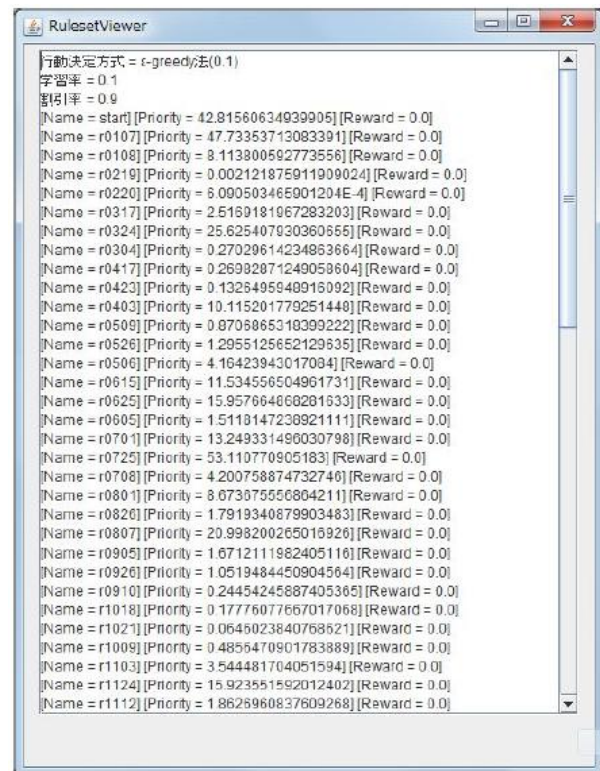 RulesetViewer
行動決定方式 = ε-greedy法(0.1)
学習率 = 0.1
割引率 = 0.9
[Name = start] [Priority = 42.81560634939905] [Reward = 0.0]
[Name = r0107] [Priority = 47.73353713083391] [Reward = 0.0]
[Name = r0108] [Priority = 8.113800592773556] [Reward = 0.0]
[Name = r0219] [Priority = 0.002121875911909024] [Reward = 0.0]
[Name = r0220] [Priority = 6.090503465901204E-4] [Reward = 0.0]
[Name = r0317] [Priority = 2.5169181967283203] [Reward = 0.0]
[Name = r0324] [Priority = 25.625407930360655] [Reward = 0.0]
[Name = r0304] [Priority = 0.27029614234863664] [Reward = 0.0]
[Name = r0417] [Priority = 0.26982871249058604] [Reward = 0.0]
[Name = r0423] [Priority = 0.1326495948916092] [Reward = 0.0]
[Name = r0403] [Priority = 10.115201779251448] [Reward = 0.0]
[Name = r0509] [Priority = 0.8706865318399222] [Reward = 0.0]
[Name = r0526] [Priority = 1.2955125652129635] [Reward = 0.0]
[Name = r0506] [Priority = 4.16423943017084] [Reward = 0.0]
[Name = r0615] [Priority = 11.534556504961731] [Reward = 0.0]
[Name = r0625] [Priority = 15.957664868281633] [Reward = 0.0]
[Name = r0605] [Priority = 1.5118147238921111] [Reward = 0.0]
[Name = r0701] [Priority = 13.249331496030798] [Reward = 0.0]
[Name = r0725] [Priority = 53.110770905183] [Reward = 0.0]
[Name = r0708] [Priority = 4.200758874732746] [Reward = 0.0]
[Name = r0801] [Priority = 8.673675556864211] [Reward = 0.0]
[Name = r0826] [Priority = 1.7919340879903483] [Reward = 0.0]
[Name = r0807] [Priority = 20.998200265016926] [Reward = 0.0]
[Name = r0905] [Priority = 1.6712111982405116] [Reward = 0.0]
[Name = r0926] [Priority = 1.0519484450904564] [Reward = 0.0]
[Name = r0910] [Priority = 0.24454245887405365] [Reward = 0.0]
[Name = r1018] [Priority = 0.17776077667017068] [Reward = 0.0]
[Name = r1021] [Priority = 0.0646023840768621] [Reward = 0.0]
[Name = r1009] [Priority = 0.4856470901783889] [Reward = 0.0]
[Name = r1103] [Priority = 3.544481704051594] [Reward = 0.0]
[Name = r1124] [Priority = 15.923551592012402] [Reward = 0.0]
[Name = r1112] [Priority = 1.8626960837609268] [Reward = 0.0]